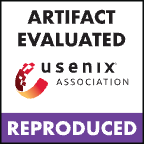 ARTIFACT
EVALUATED
usenix
ASSOCIATION
REPRODUCED